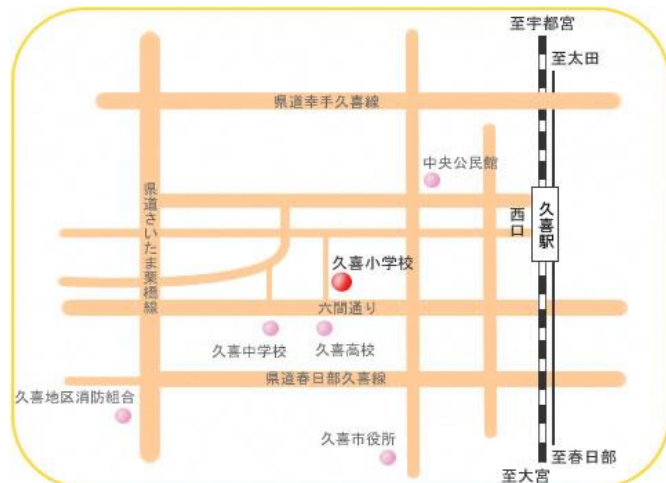 至宇都宮
至太田
県道幸手久喜線
中央公民館
県道さいたま栗橋線
西口
久喜駅
久喜小学校
六間通り
久喜中学校
久喜高校
県道春日部久喜線
久喜地区消防組合
久喜市役所
至春日部
至大宮